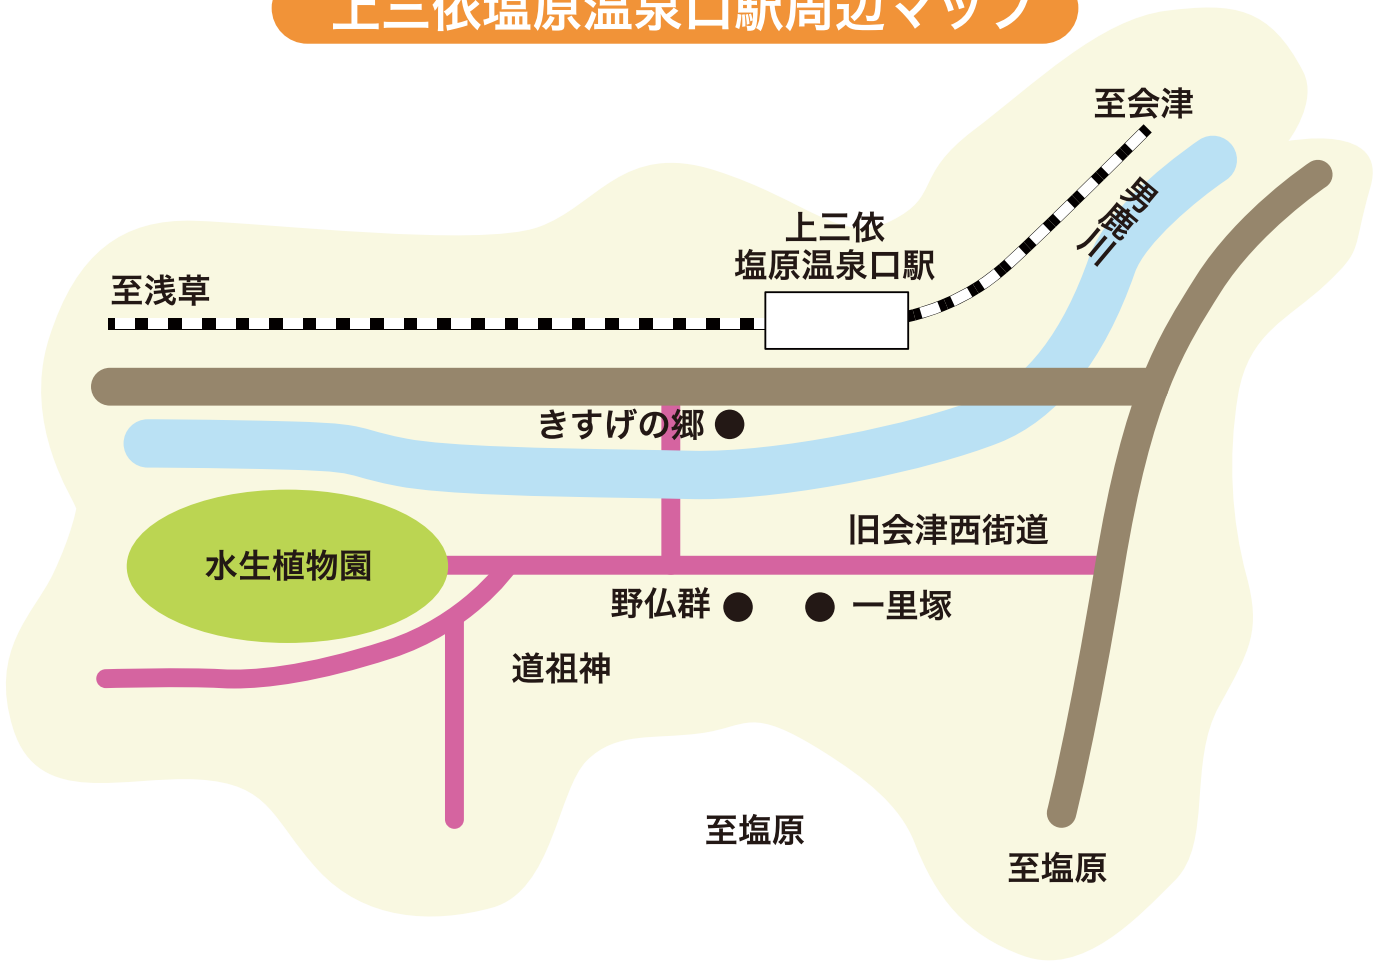 上三依塩原温泉口駅周辺マップ
至会津
男鹿川
上三依
塩原温泉口駅
至浅草
きすげの郷
旧会津西街道
水生植物園
野仏群
一里塚
道祖神
至塩原
至塩原